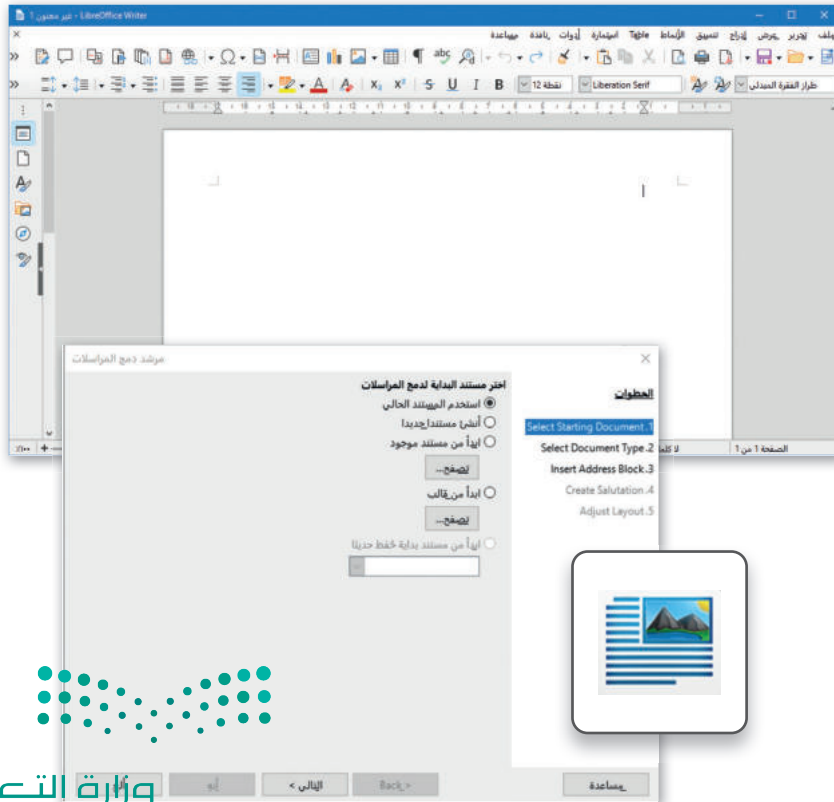 غير معنون 1 - LibreOffice Writer
ملف تحرير عرض إدراج تنسيق الأنماط Table استمارة أدوات نافذة مساعدة
طراز الفقرة المبدئي Liberation Serif 12 نقطة B I U S X² X₂
الصفحة 1 من 1
مرشد دمج المراسلات
الخطوات
1. Select Starting Document
2. Select Document Type
3. Insert Address Block
4. Create Salutation
5. Adjust Layout
اختر مستند البداية لدمج المراسلات
استخدم المستند الحالي
أنشئ مستندا جديدا
ابدأ من مستند موجود
تصفح...
ابدأ من قالب
تصفح...
ابدأ من مستند بداية حُفظ حديثا
مساعدة
< Back
التالي >
وزارة التعـ